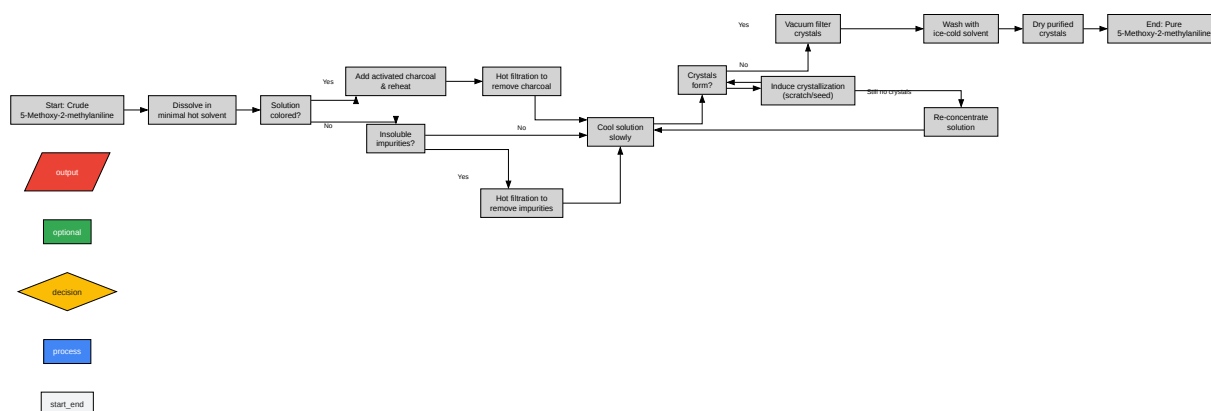 Start: Crude
5-Methoxy-2-methylaniline
Dissolve in
minimal hot solvent
Solution
colored?
Yes
No
Add activated charcoal
& reheat
Hot filtration to
remove charcoal
Insoluble
impurities?
No
Yes
Hot filtration to
remove impurities
Cool solution
slowly
Crystals
form?
Yes
No
Induce crystallization
(scratch/seed)
Still no crystals
Re-concentrate
solution
Vacuum filter
crystals
Wash with
ice-cold solvent
Dry purified
crystals
End: Pure
5-Methoxy-2-methylaniline
output
optional
decision
process
start_end